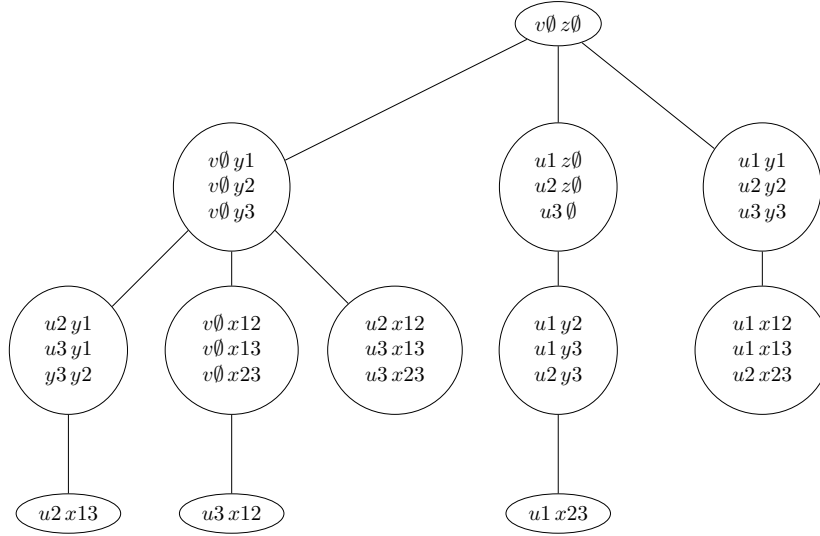 v∅ z∅
v∅ y1
v∅ y2
v∅ y3
u1 z∅
u2 z∅
u3 ∅
u1 y1
u2 y2
u3 y3
u2 y1
u3 y1
y3 y2
v∅ x12
v∅ x13
v∅ x23
u2 x12
u3 x13
u3 x23
u1 y2
u1 y3
u2 y3
u1 x12
u1 x13
u2 x23
u2 x13
u3 x12
u1 x23